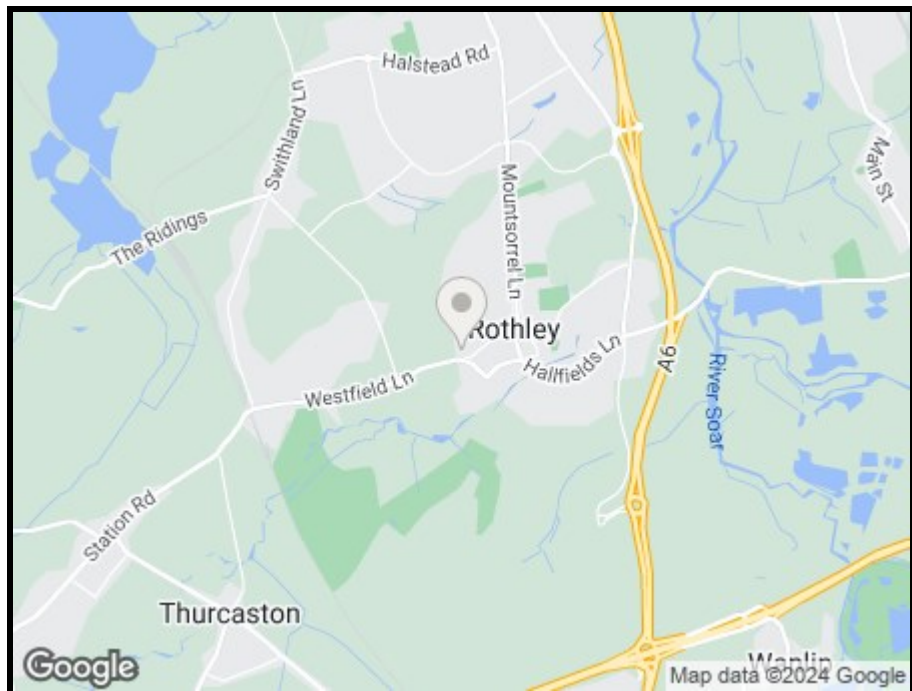 Halstead Rd
Swithland Ln
Main St
The Ridings
Mountsorrel Ln
Rothley
Hallfields Ln
A6
River Soar
Westfield Ln
Station Rd
Thurcaston
Wanlip
Google
Map data ©2024 Google